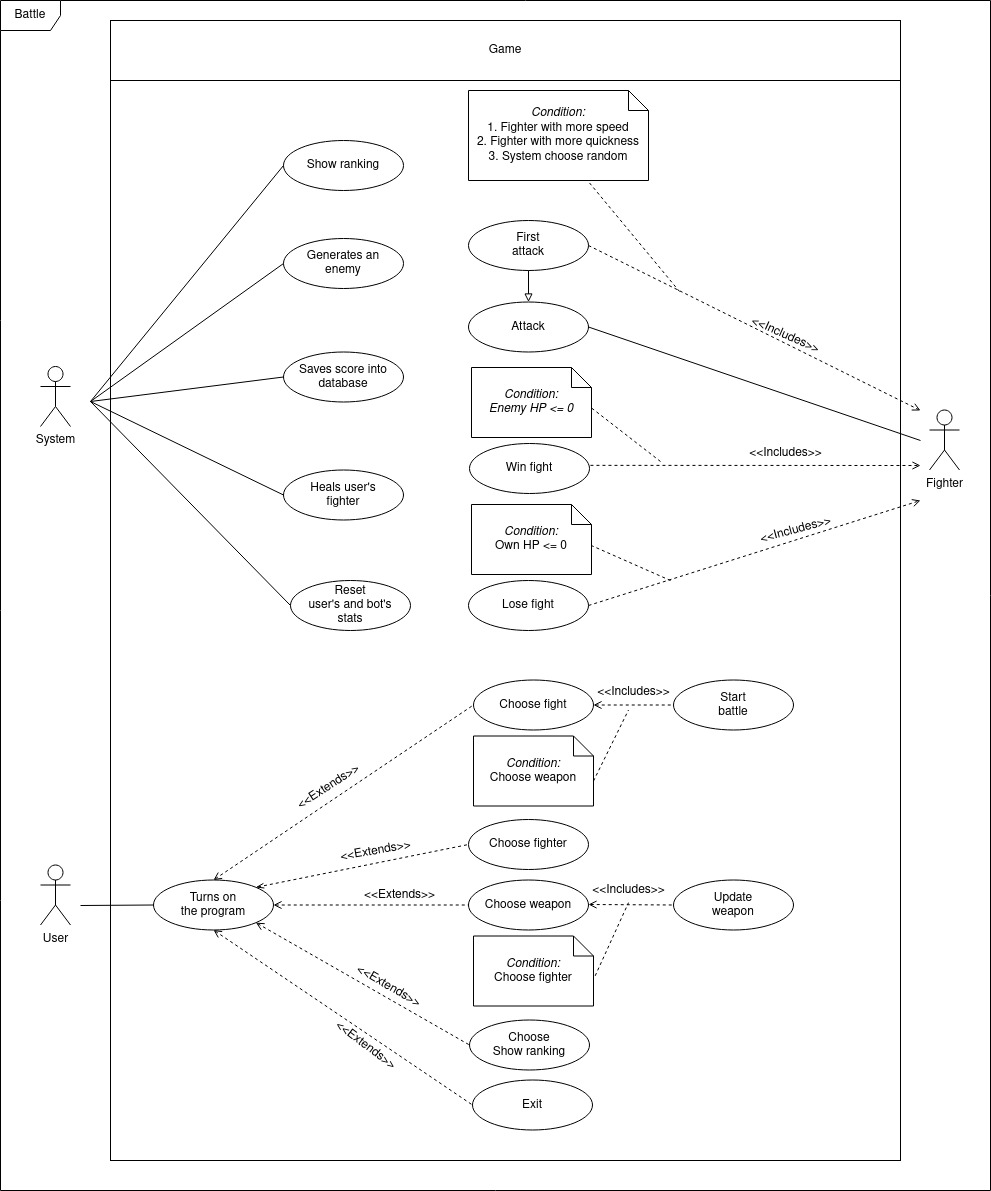 Battle
Game
Condition:
1. Fighter with more speed
2. Fighter with more quickness
3. System choose random
Show ranking
First
attack
Generates an
enemy
Attack
<<Includes>>
Saves score into
database
Condition:
Enemy HP <= 0
System
Win fight
<<Includes>>
Fighter
Heals user's
fighter
Condition:
Own HP <= 0
<<Includes>>
Reset
user's and bot's
stats
Lose fight
Choose fight
<<Includes>>
Start
battle
Condition:
Choose weapon
<<Extends>>
Choose fighter
<<Extends>>
User
Turns on
the program
<<Extends>>
Choose weapon
<<Includes>>
Update
weapon
Condition:
Choose fighter
<<Extends>>
Choose
Show ranking
<<Extends>>
Exit